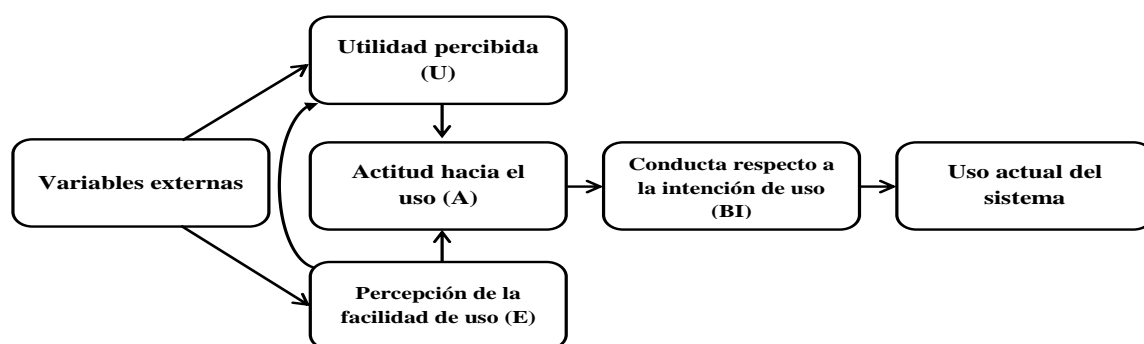 Utilidad percibida
(U)
Variables externas
Actitud hacia el
uso (A)
Conducta respecto a
la intención de uso
(BI)
Uso actual del
sistema
Percepción de la
facilidad de uso (E)